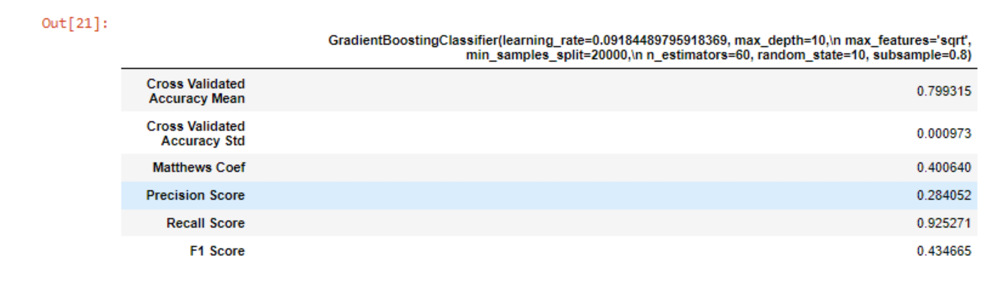 Out[21]:
GradientBoostingClassifier(learning_rate=0.09184489795918369, max_depth=10,\n max_features='sqrt',
min_samples_split=20000,\n n_estimators=60, random_state=10, subsample=0.8)
Cross Validated
Accuracy Mean
0.799315
Cross Validated
Accuracy Std
0.000973
Matthews Coef 0.400640
Precision Score 0.284052
Recall Score 0.925271
F1 Score 0.434665